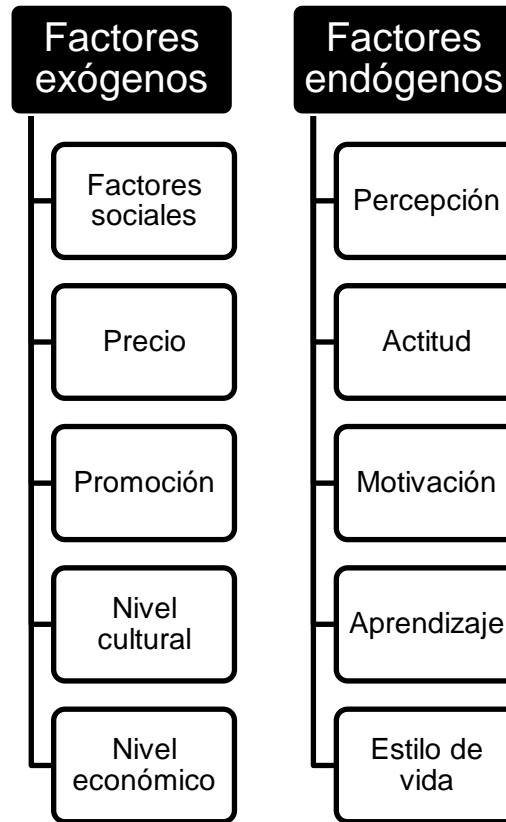 Factores
exógenos
Factores
sociales
Precio
Promoción
Nivel
cultural
Nivel
económico
Factores
endógenos
Percepción
Actitud
Motivación
Aprendizaje
Estilo de
vida